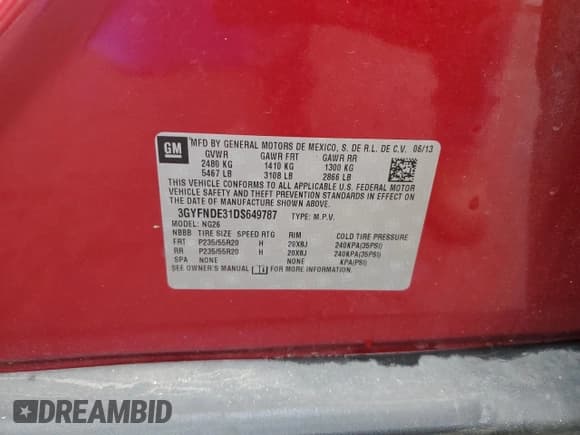 GM
MFD BY GENERAL MOTORS DE MEXICO, S. DE R.L. DE C.V. 06/13
GVWR GAWR FRT GAWR RR
2480 KG 1410 KG 1300 KG
5467 LB 3108 LB 2866 LB
THIS VEHICLE CONFORMS TO ALL APPLICABLE U.S. FEDERAL MOTOR
VEHICLE SAFETY AND THEFT PREVENTION STANDARDS IN EFFECT ON
THE DATE OF MANUFACTURE SHOWN ABOVE.
3GYFNDE31DS649787 TYPE: M.P.V.
MODEL: NG26
NBBB TIRE SIZE SPEED RTG RIM COLD TIRE PRESSURE
FRT P235/55R20 H 20X8J 240KPA(35PSI)
RR P235/55R20 H 20X8J 240KPA(35PSI)
SPA NONE NONE KPA(PSI)
SEE OWNER'S MANUAL FOR MORE INFORMATION.
DREAMBID